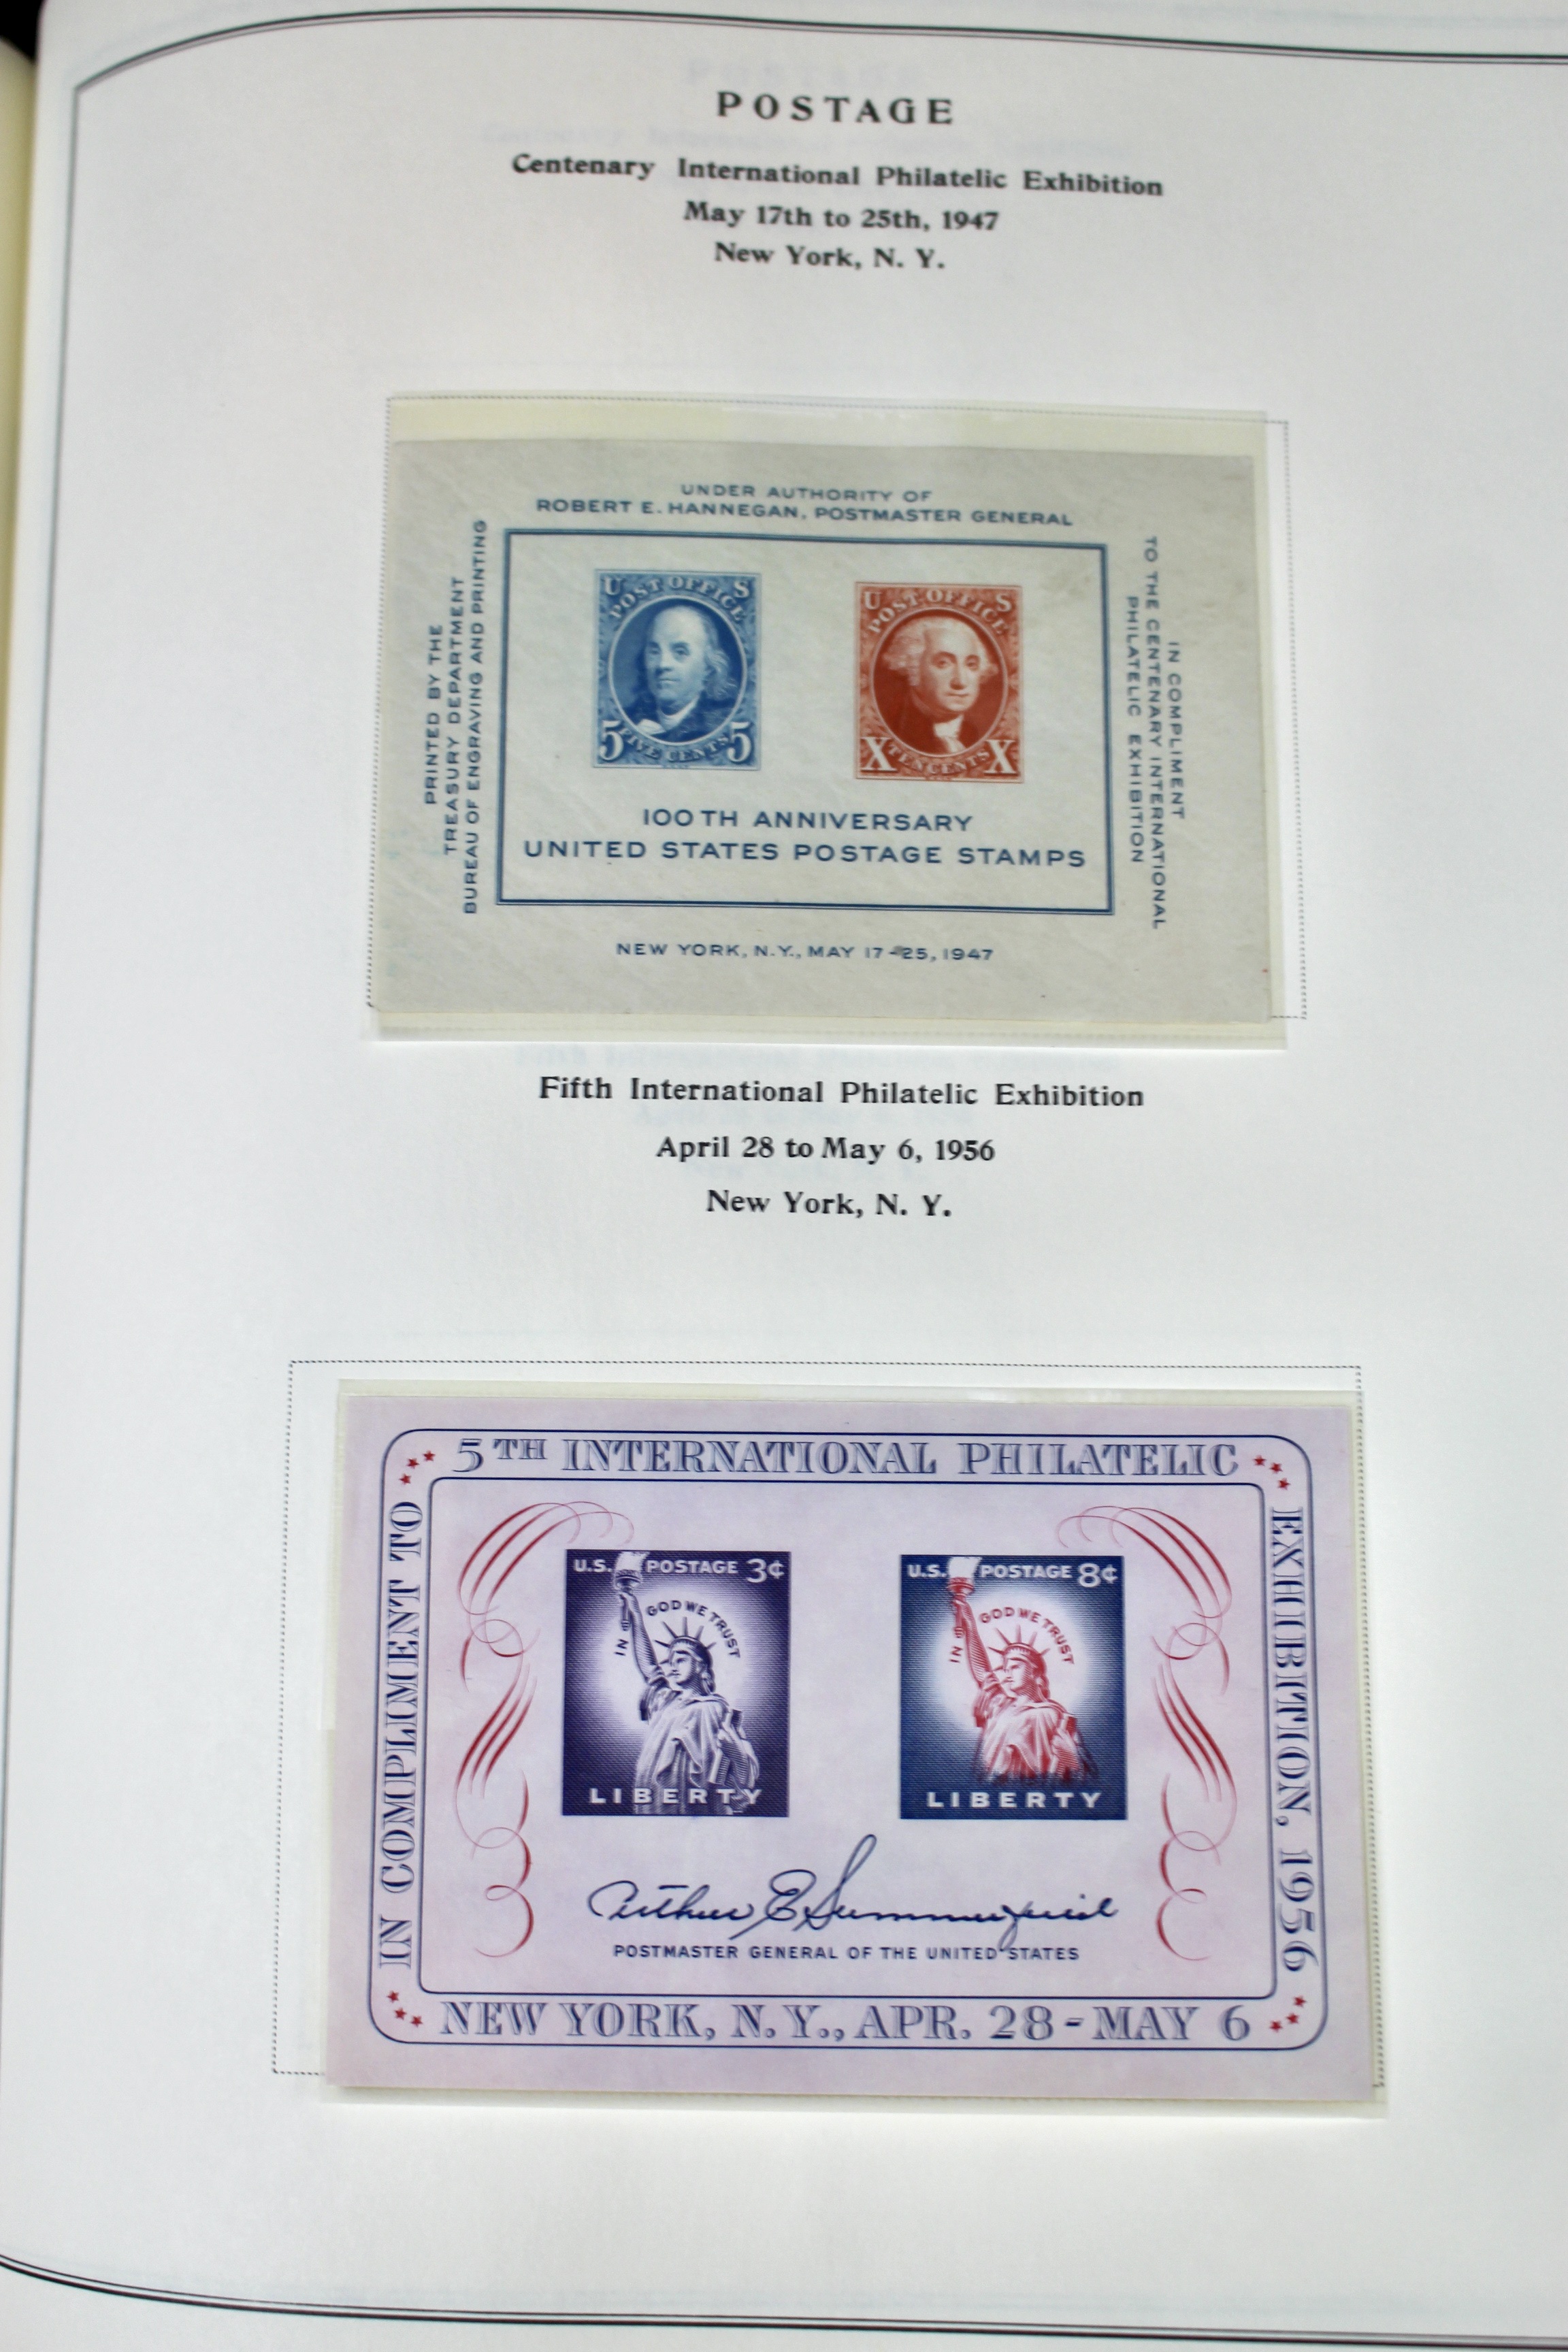 POSTAGE
Centenary International Philatelic Exhibition
May 17th to 25th, 1947
New York, N. Y.
UNDER AUTHORITY OF
ROBERT E. HANNEGAN, POSTMASTER GENERAL
PRINTED BY THE
TREASURY DEPARTMENT
BUREAU OF ENGRAVING AND PRINTING
U S
POST OFFICE
5 5
FIVE CENTS
U S
POST OFFICE
X X
TEN CENTS
IN COMPLIMENT
TO THE CENTENARY INTERNATIONAL
PHILATELIC EXHIBITION
100TH ANNIVERSARY
UNITED STATES POSTAGE STAMPS
NEW YORK, N.Y., MAY 17-25, 1947
Fifth International Philatelic Exhibition
April 28 to May 6, 1956
New York, N. Y.
IN COMPLIMENT TO
5TH INTERNATIONAL PHILATELIC
EXHIBITION, 1956
U.S. POSTAGE 3¢
IN GOD WE TRUST
LIBERTY
U.S. POSTAGE 8¢
IN GOD WE TRUST
LIBERTY
Arthur E Summerfield
POSTMASTER GENERAL OF THE UNITED STATES
NEW YORK, N.Y., APR. 28-MAY 6